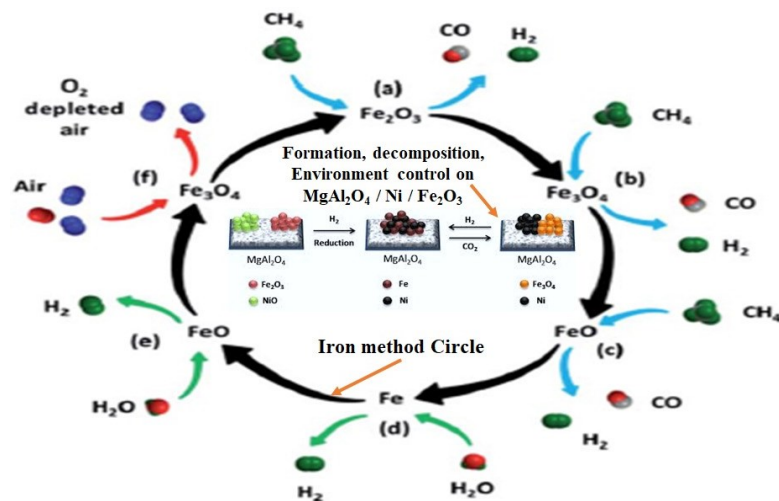 CH₄
CO
H₂
(a)
Fe₂O₃
O₂
depleted
air
Air
(f)
Fe₃O₄
Formation, decomposition,
Environment control on
MgAl₂O₄ / Ni / Fe₂O₃
CH₄
Fe₃O₄
(b)
CO
H₂
H₂
Reduction
MgAl₂O₄
Fe₂O₃
NiO
MgAl₂O₄
Fe
Ni
H₂
CO₂
MgAl₂O₄
Fe₃O₄
Ni
H₂
(e)
FeO
H₂O
Iron method Circle
FeO
(c)
CH₄
CO
H₂
Fe
(d)
H₂
H₂O